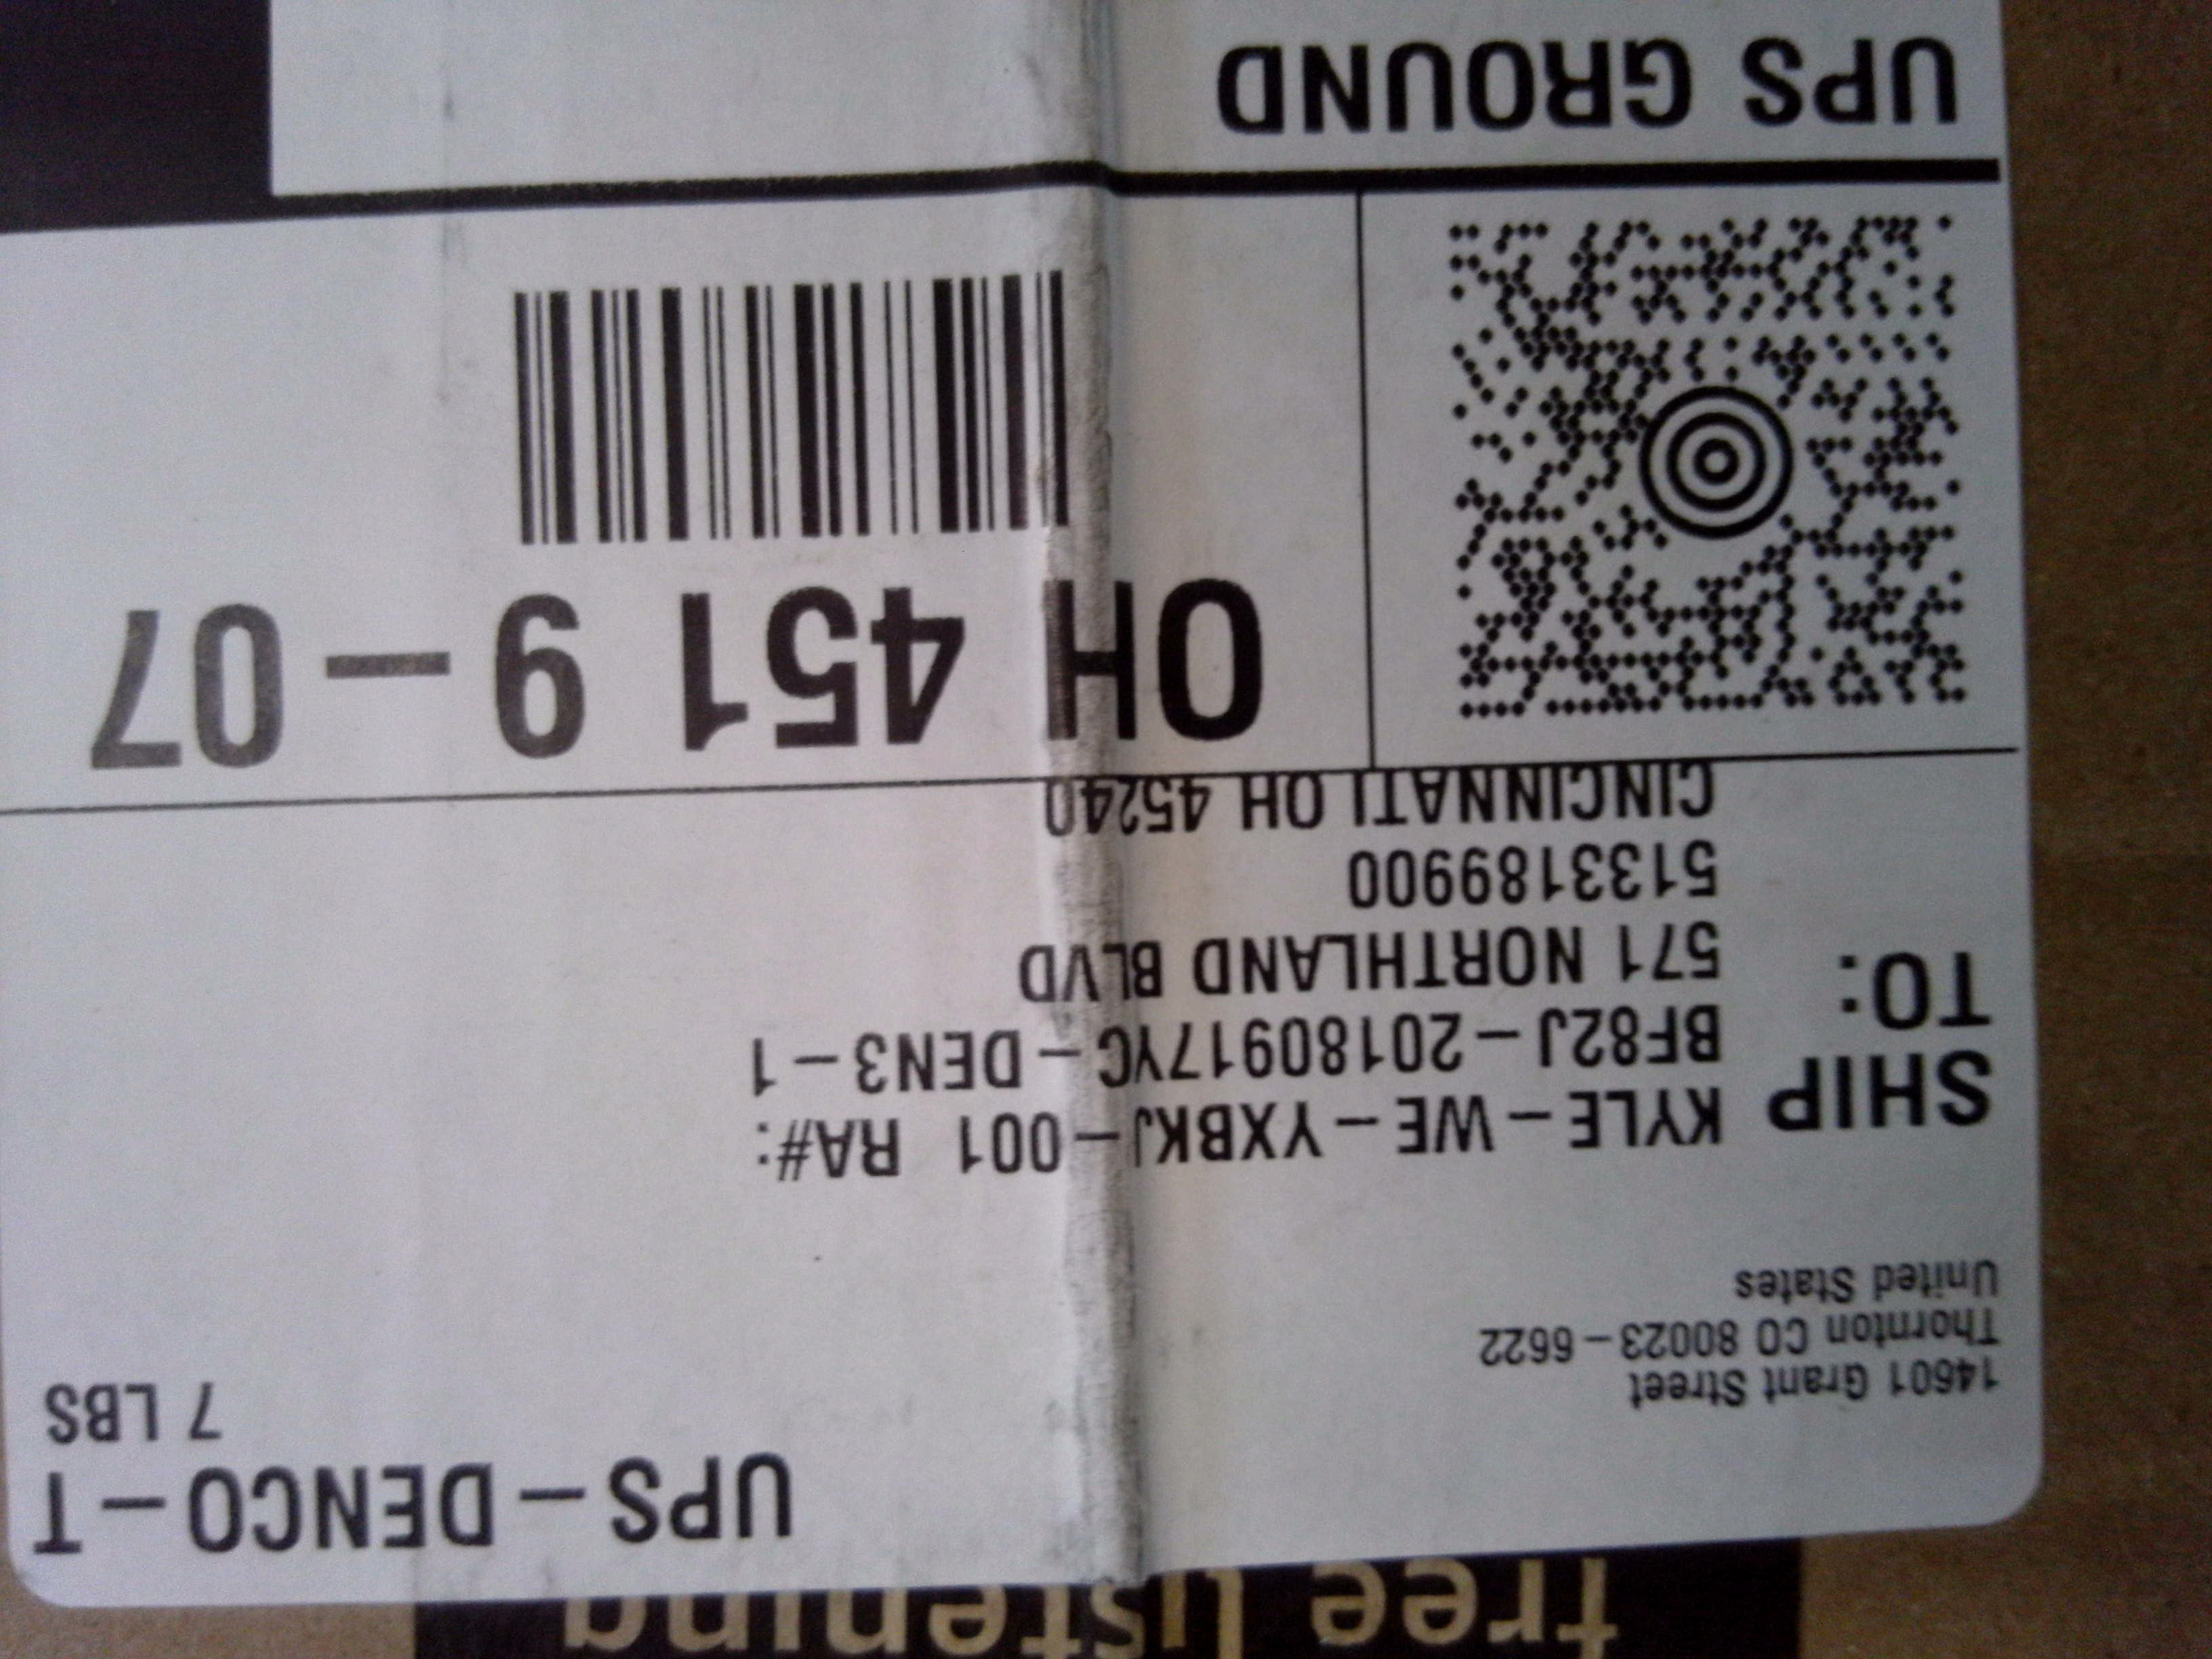 free listening
UPS-DENCO-T
7 LBS
14601 Grant Street
Thornton CO 80023-6622
United States
SHIP TO:
KYLE-WE-YXBKJ-001 RA#:
BF82J-20180917YC-DEN3-1
571 NORTHLAND BLVD
5133189900
CINCINNATI OH 45240
OH 451 9-07
UPS GROUND